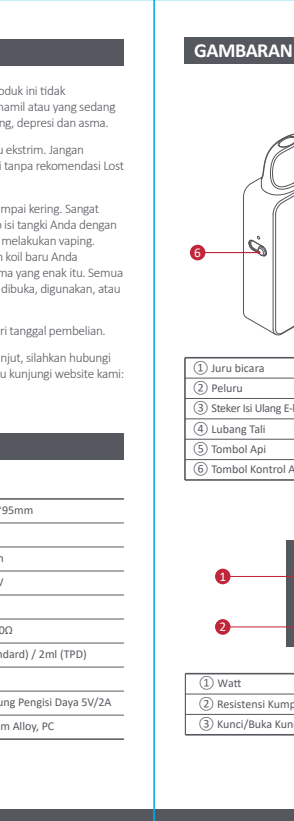 oduk ini tidak
hamil atau yang sedang
ng, depresi dan asma.
u ekstrim. Jangan
i tanpa rekomendasi Lost
mpai kering. Sangat
o isi tangki Anda dengan
melakukan vaping.
n koil baru Anda
ma yang enak itu. Semua
dibuka, digunakan, atau
ri tanggal pembelian.
njut, silahkan hubungi
u kunjungi website kami:
*95mm
n
V
0Ω
ndard) / 2ml (TPD)
ung Pengisi Daya 5V/2A
m Alloy, PC
GAMBARAN
6
① Juru bicara
② Peluru
③ Steker Isi Ulang E-l
④ Lubang Tali
⑤ Tombol Api
⑥ Tombol Kontrol A
1
2
① Watt
② Resistensi Kump
③ Kunci/Buka Kun